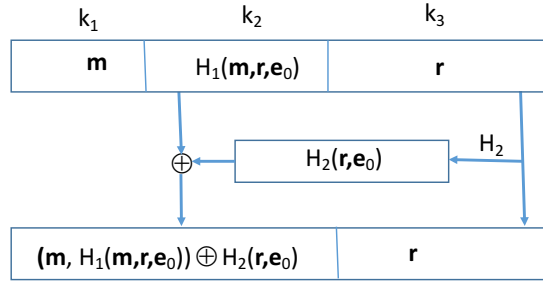 k₁ k₂ k₃
m H₁(m,r,e₀) r
H₂
⊕ H₂(r,e₀)
(m, H₁(m,r,e₀)) ⊕ H₂(r,e₀) r